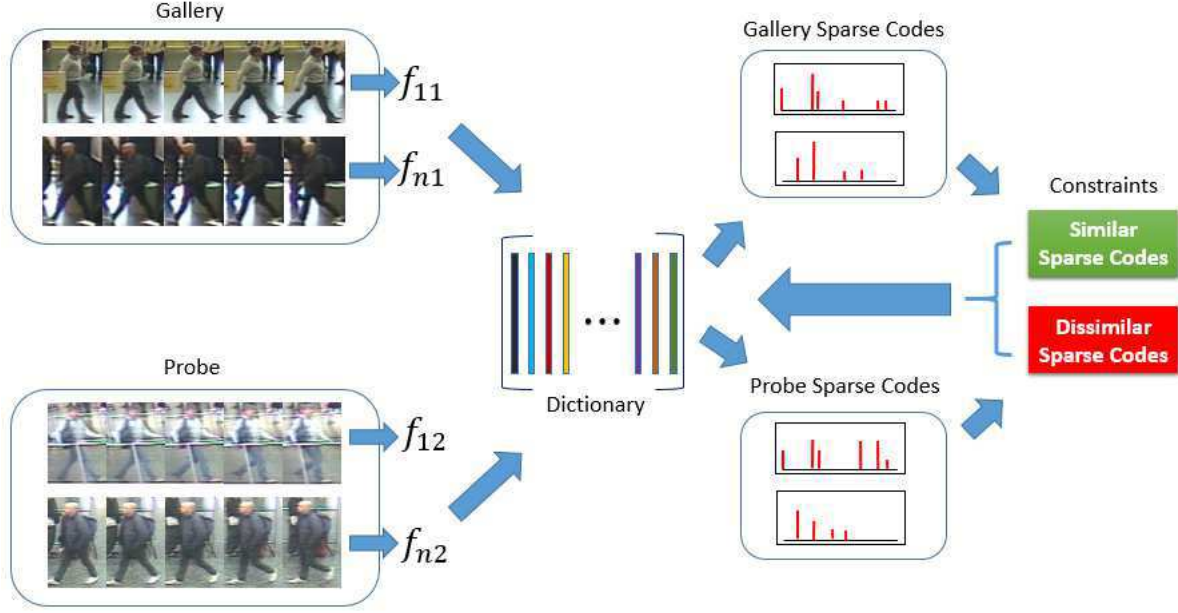 Gallery
f11
fn1
Probe
f12
fn2
Dictionary
Gallery Sparse Codes
Probe Sparse Codes
Constraints
Similar
Sparse Codes
Dissimilar
Sparse Codes